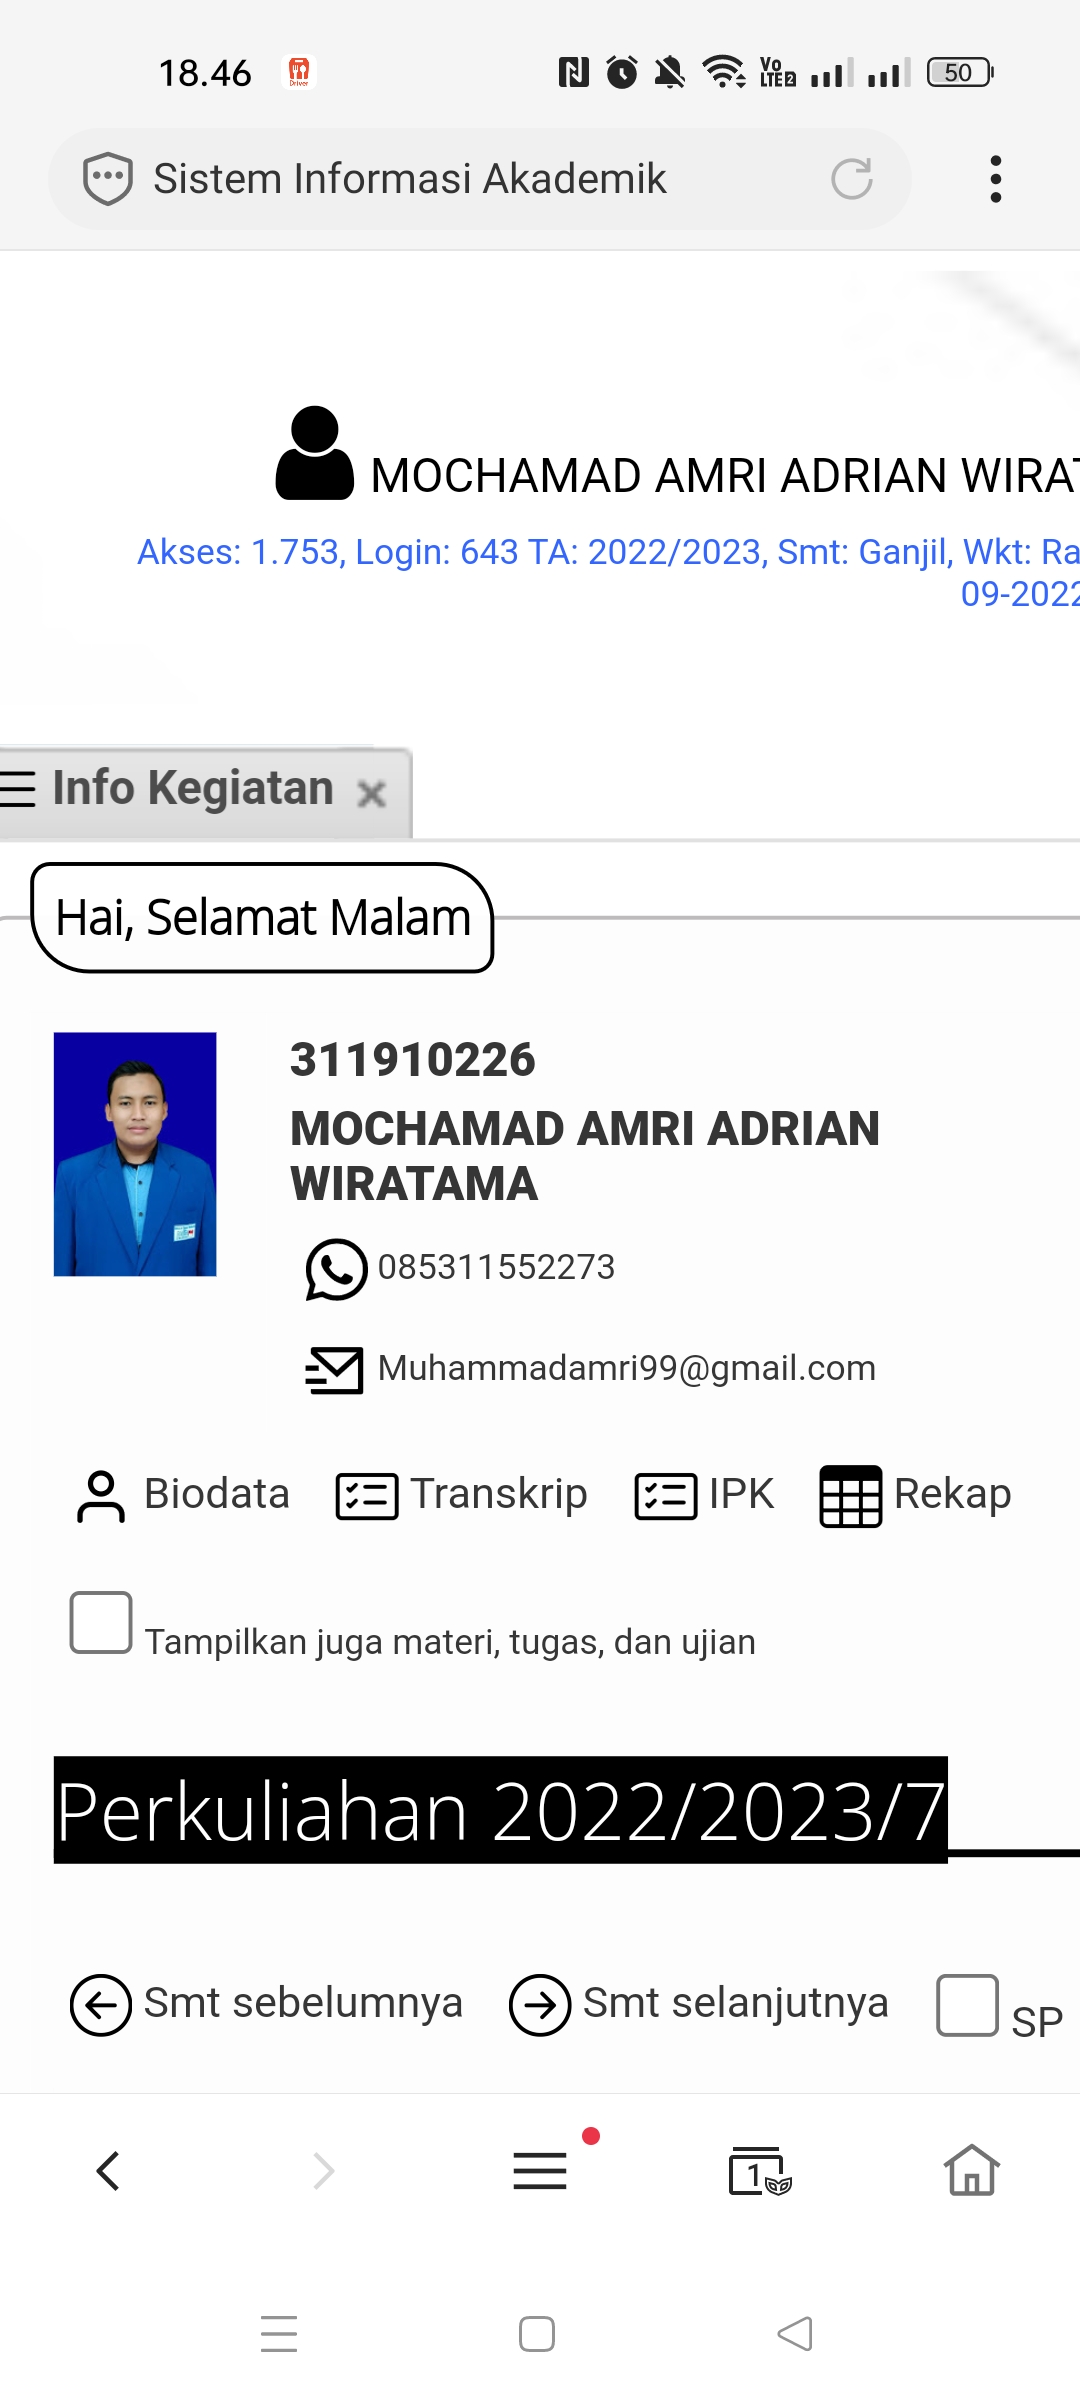 18.46
Driver
N
Vo
LTE2
50
Sistem Informasi Akademik
MOCHAMAD AMRI ADRIAN WIRAT
Akses: 1.753, Login: 643 TA: 2022/2023, Smt: Ganjil, Wkt: Ra
09-2022
Info Kegiatan
Hai, Selamat Malam
311910226
MOCHAMAD AMRI ADRIAN
WIRATAMA
085311552273
Muhammadamri99@gmail.com
Biodata Transkrip IPK Rekap
Tampilkan juga materi, tugas, dan ujian
Perkuliahan 2022/2023/7
Smt sebelumnya Smt selanjutnya SP
1